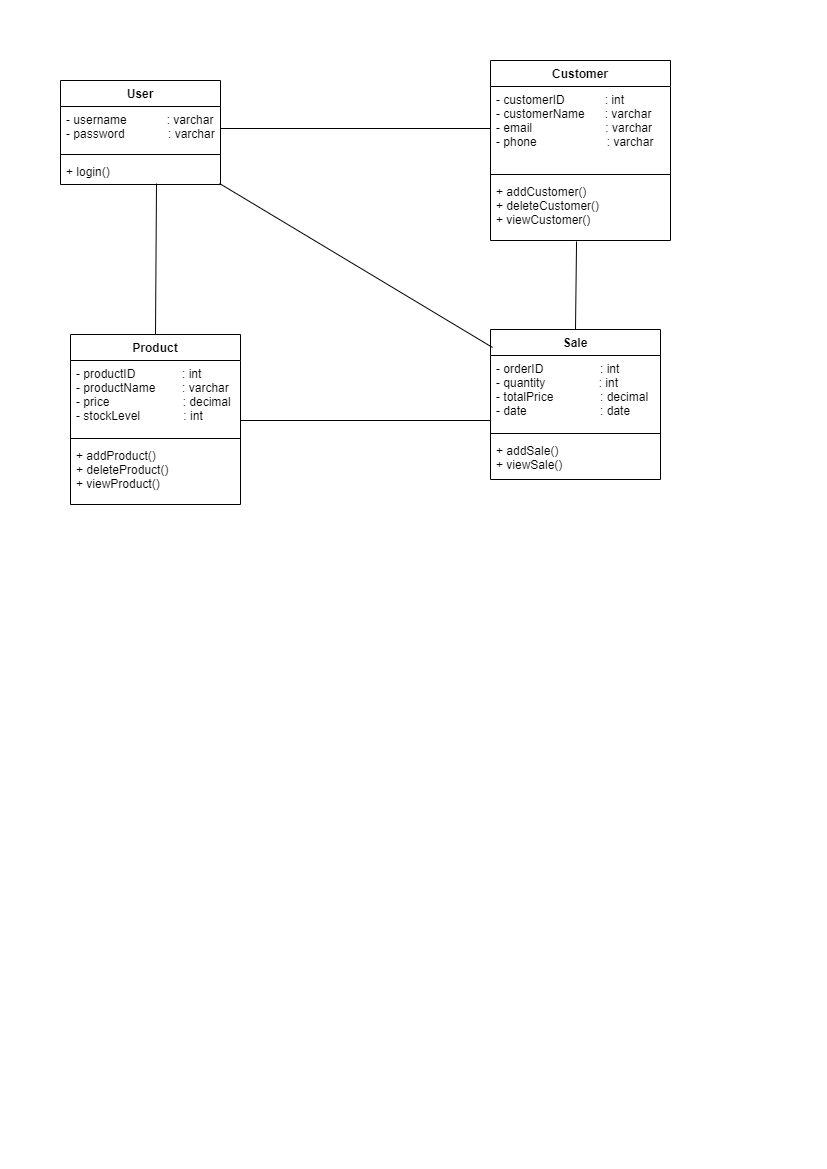 User
- username : varchar
- password : varchar
+ login()
Customer
- customerID : int
- customerName : varchar
- email : varchar
- phone : varchar
+ addCustomer()
+ deleteCustomer()
+ viewCustomer()
Product
- productID : int
- productName : varchar
- price : decimal
- stockLevel : int
+ addProduct()
+ deleteProduct()
+ viewProduct()
Sale
- orderID : int
- quantity : int
- totalPrice : decimal
- date : date
+ addSale()
+ viewSale()